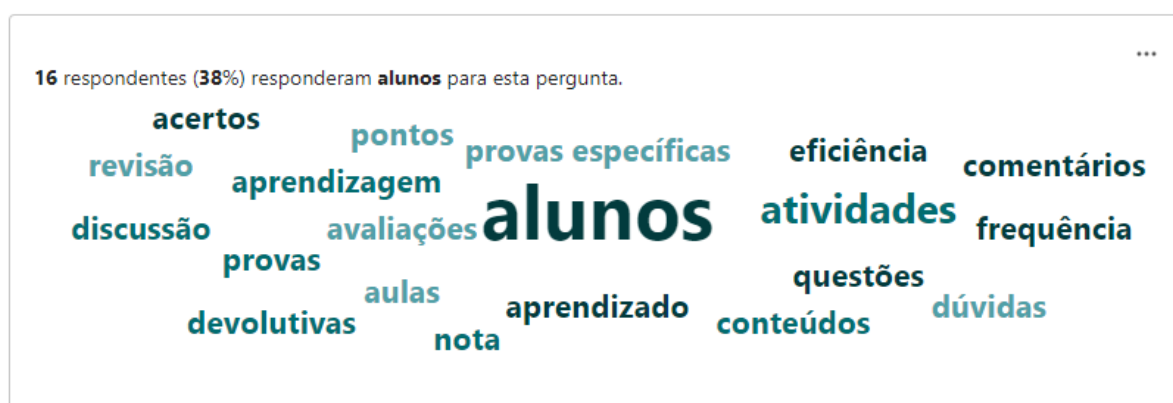 ...
16 respondentes (38%) responderam alunos para esta pergunta.
acertos
pontos
provas específicas
eficiência
comentários
revisão
aprendizagem
alunos
atividades
discussão
avaliações
frequência
provas
questões
aulas
aprendizado
dúvidas
devolutivas
nota
conteúdos